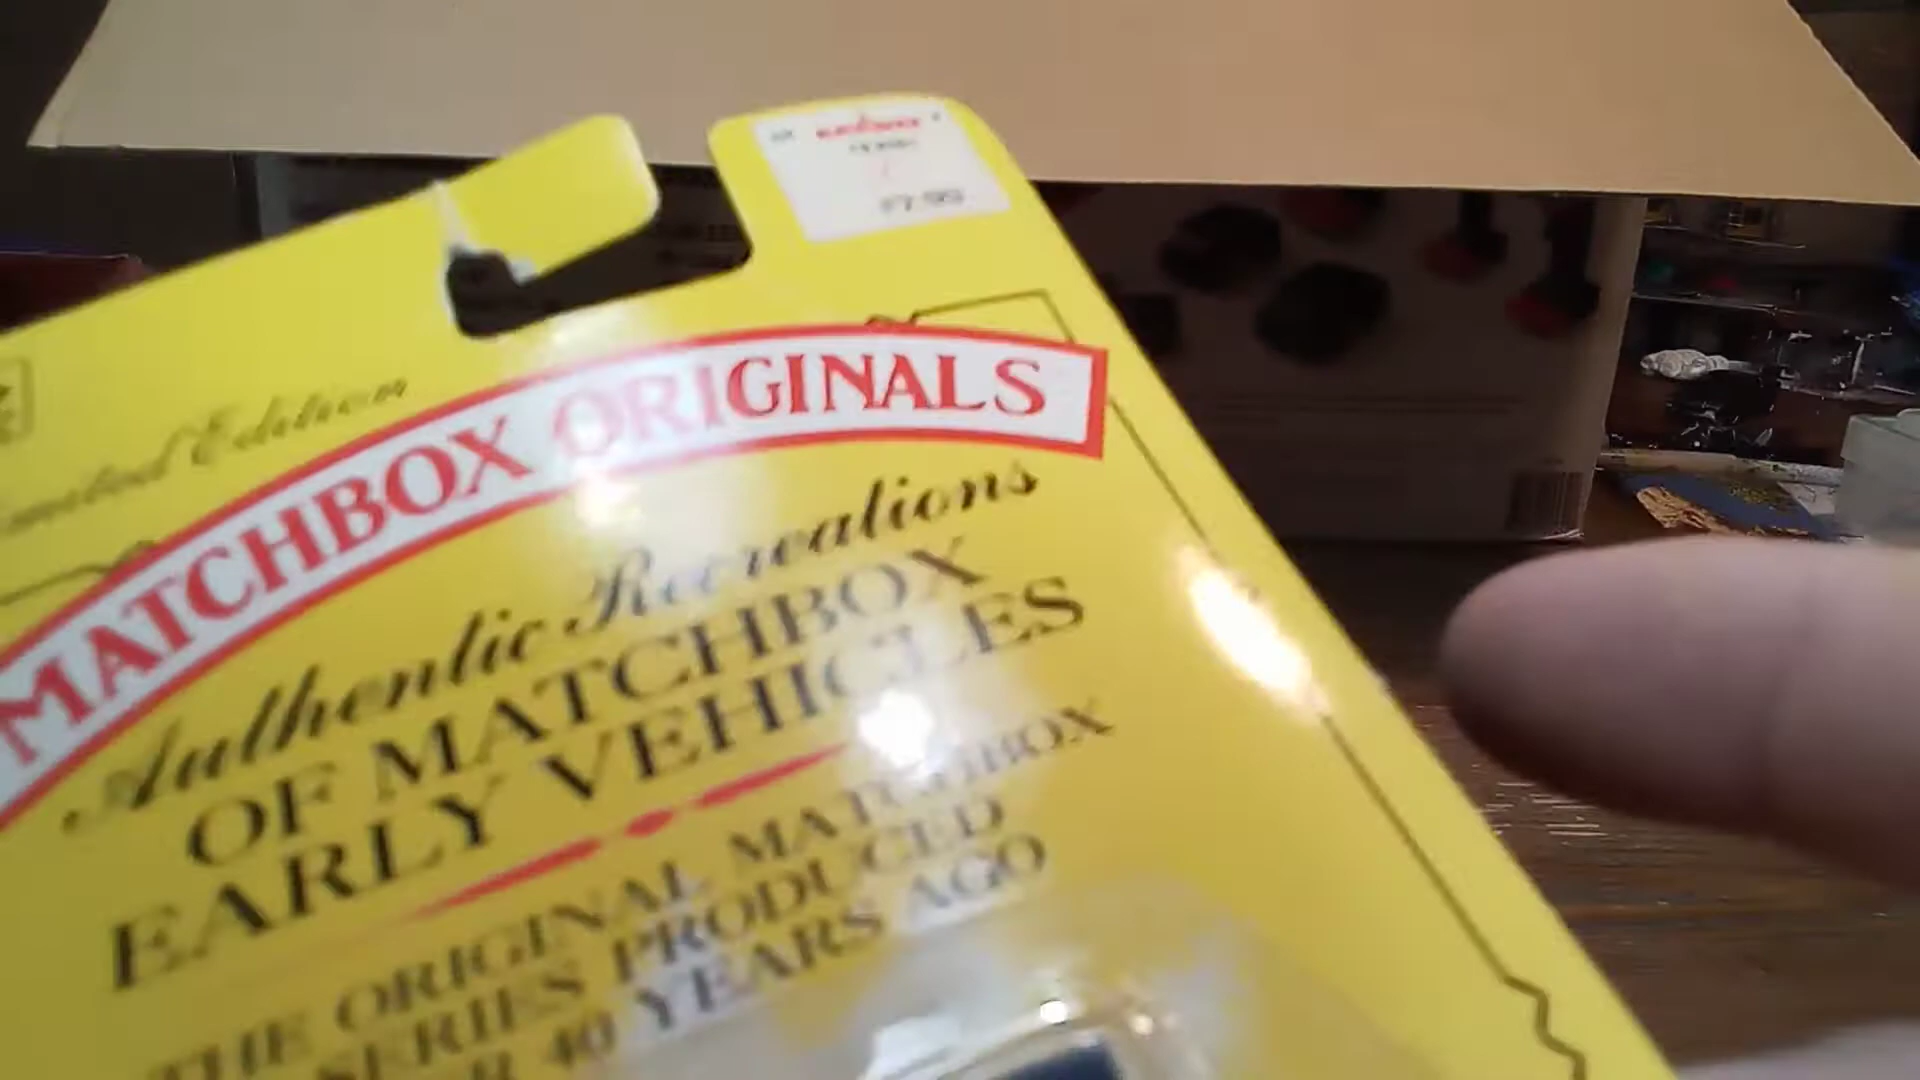 Limited Edition
MATCHBOX ORIGINALS
Authentic Recreations
OF MATCHBOX
EARLY VEHICLES
THE ORIGINAL MATCHBOX
SERIES PRODUCED
40 YEARS AGO